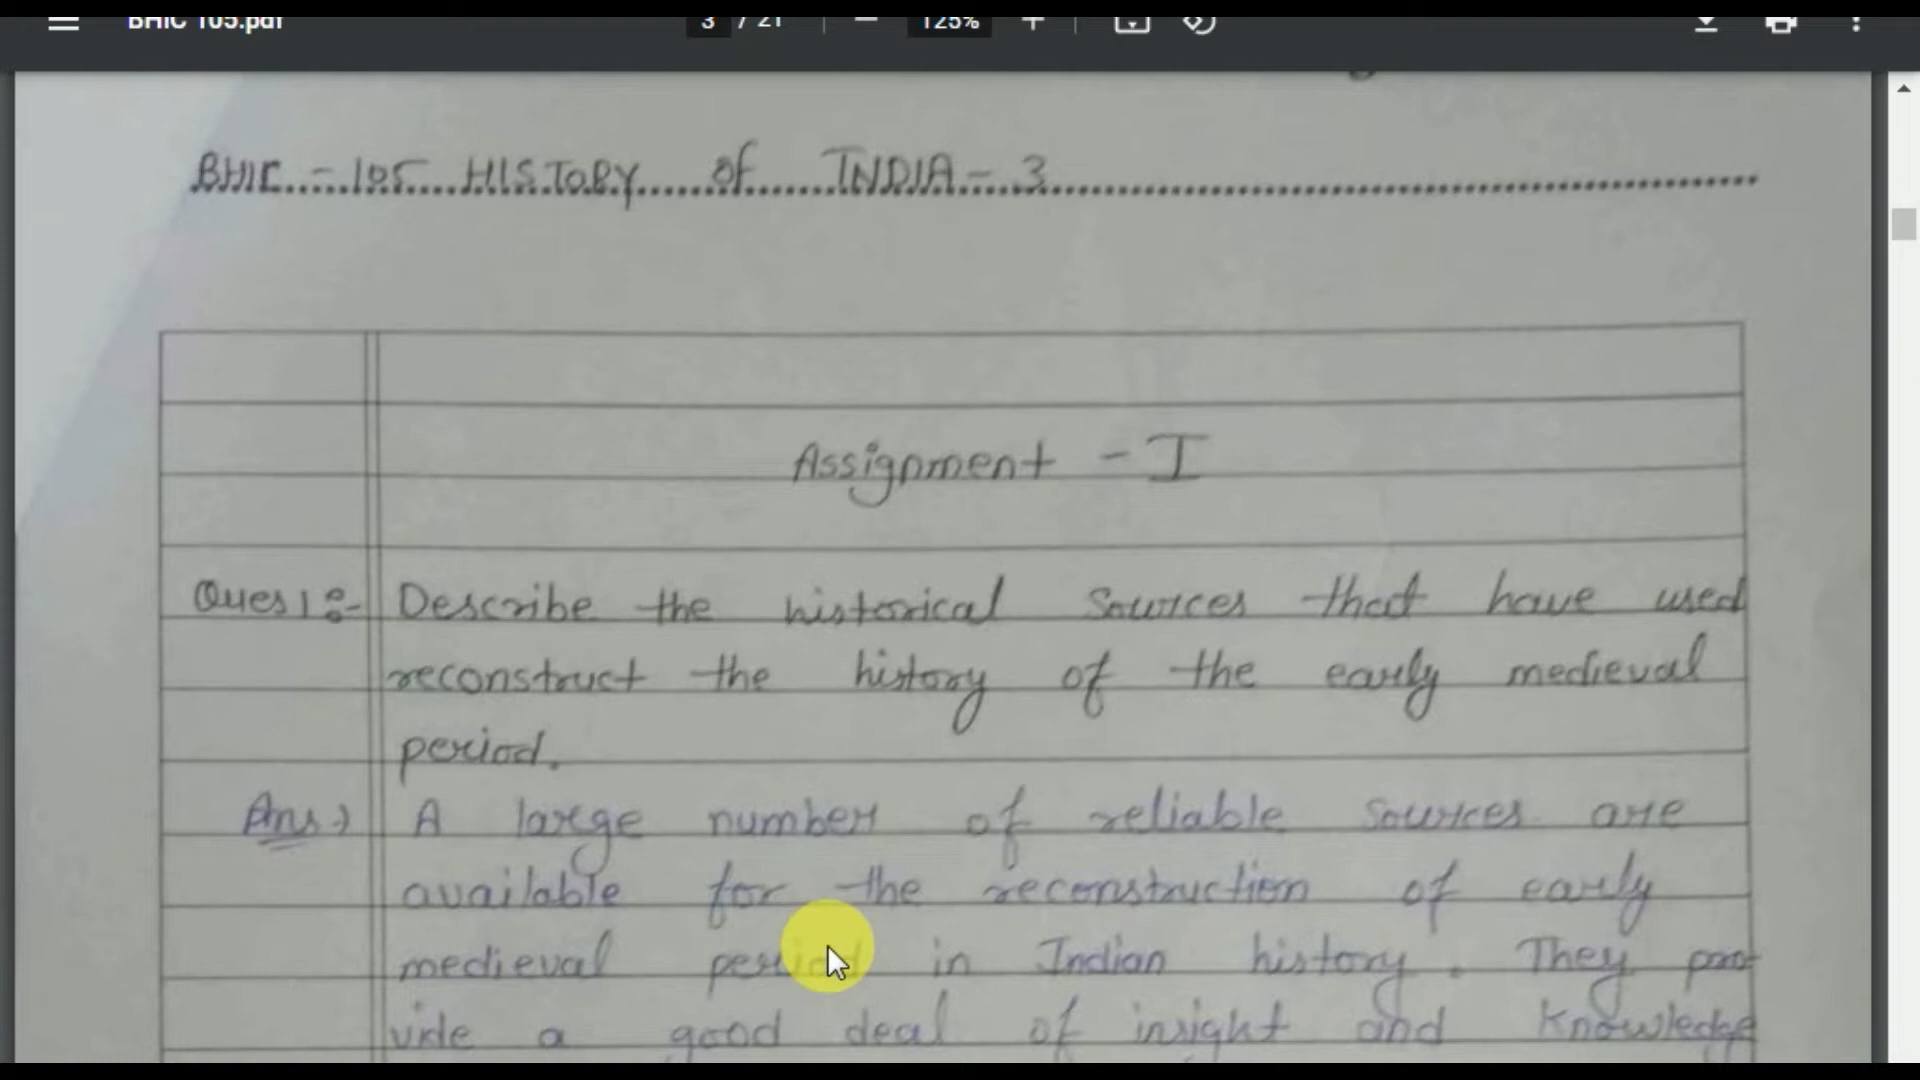 BHIC 105.pdf 3 / 21 125%
BHIC - 105 HISTORY of INDIA - 3
Assignment - I
Ques 1:- Describe the historical sources that have used
reconstruct the history of the early medieval
period.
Ans → A large number of reliable sources are
available for the reconstruction of early
medieval period in Indian history. They pro
vide a good deal of insight and knowledge